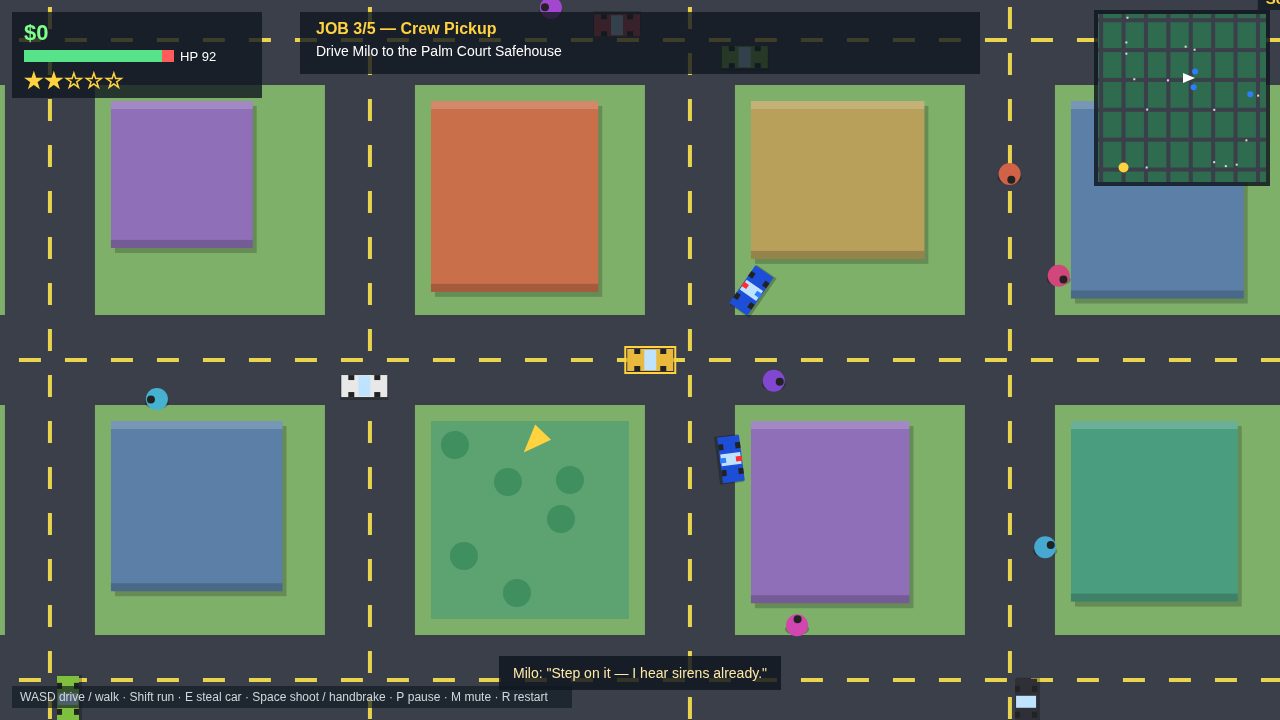 $0
HP 92
★★☆☆☆
JOB 3/5 — Crew Pickup
Drive Milo to the Palm Court Safehouse
Milo: "Step on it — I hear sirens already."
WASD drive / walk · Shift run · E steal car · Space shoot / handbrake · P pause · M mute · R restart